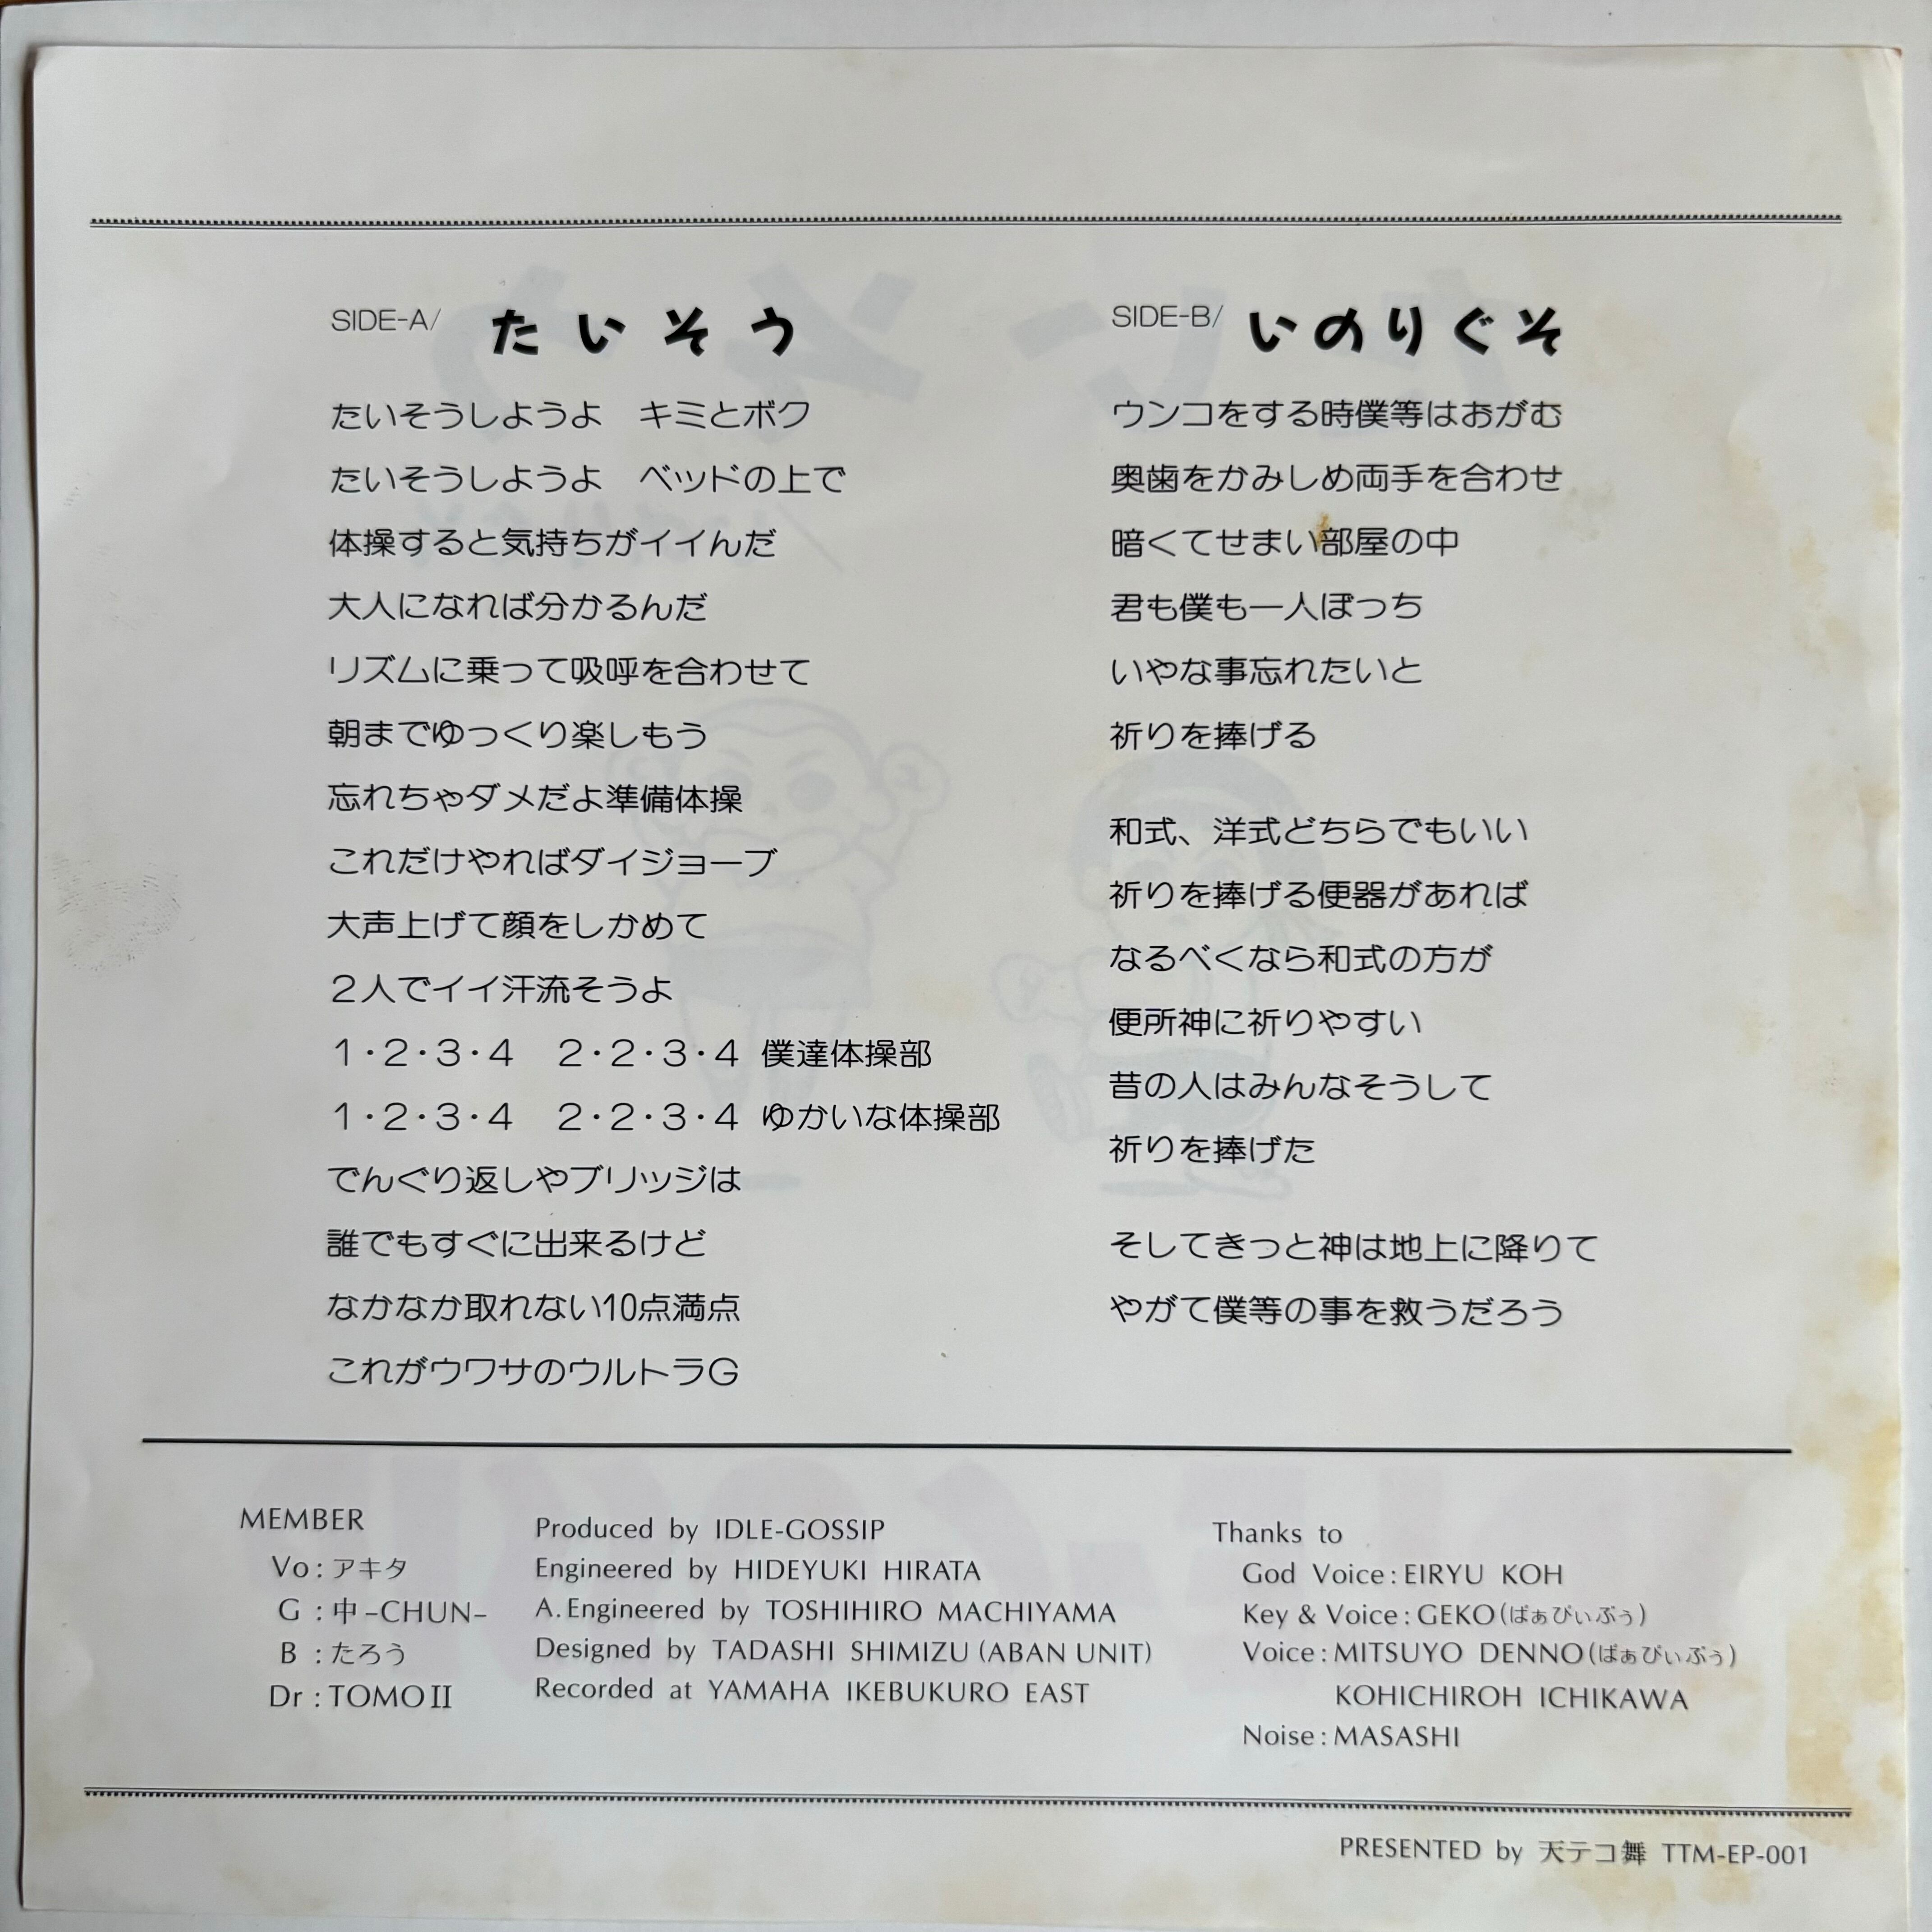 SIDE-A/ たいそう
たいそうしようよ　キミとボク
たいそうしようよ　ベッドの上で
体操すると気持ちがイイんだ
大人になれば分かるんだ
リズムに乗って吸呼を合わせて
朝までゆっくり楽しもう
忘れちゃダメだよ準備体操
これだけやればダイジョーブ
大声上げて顔をしかめて
２人でイイ汗流そうよ
１・２・３・４　２・２・３・４ 僕達体操部
１・２・３・４　２・２・３・４ ゆかいな体操部
でんぐり返しやブリッジは
誰でもすぐに出来るけど
なかなか取れない10点満点
これがウワサのウルトラＧ
SIDE-B/ いのりぐそ
ウンコをする時僕等はおがむ
奥歯をかみしめ両手を合わせ
暗くてせまい部屋の中
君も僕も一人ぼっち
いやな事忘れたいと
祈りを捧げる
和式、洋式どちらでもいい
祈りを捧げる便器があれば
なるべくなら和式の方が
便所神に祈りやすい
昔の人はみんなそうして
祈りを捧げた
そしてきっと神は地上に降りて
やがて僕等の事を救うだろう
MEMBER
Vo : アキタ
G : 中 -CHUN-
B : たろう
Dr : TOMO II
Produced by IDLE-GOSSIP
Engineered by HIDEYUKI HIRATA
A. Engineered by TOSHIHIRO MACHIYAMA
Designed by TADASHI SHIMIZU (ABAN UNIT)
Recorded at YAMAHA IKEBUKURO EAST
Thanks to
God Voice : EIRYU KOH
Key & Voice : GEKO (ばぁびぃぶぅ)
Voice : MITSUYO DENNO (ばぁびぃぶぅ)
KOHICHIROH ICHIKAWA
Noise : MASASHI
PRESENTED by 天テコ舞 TTM-EP-001